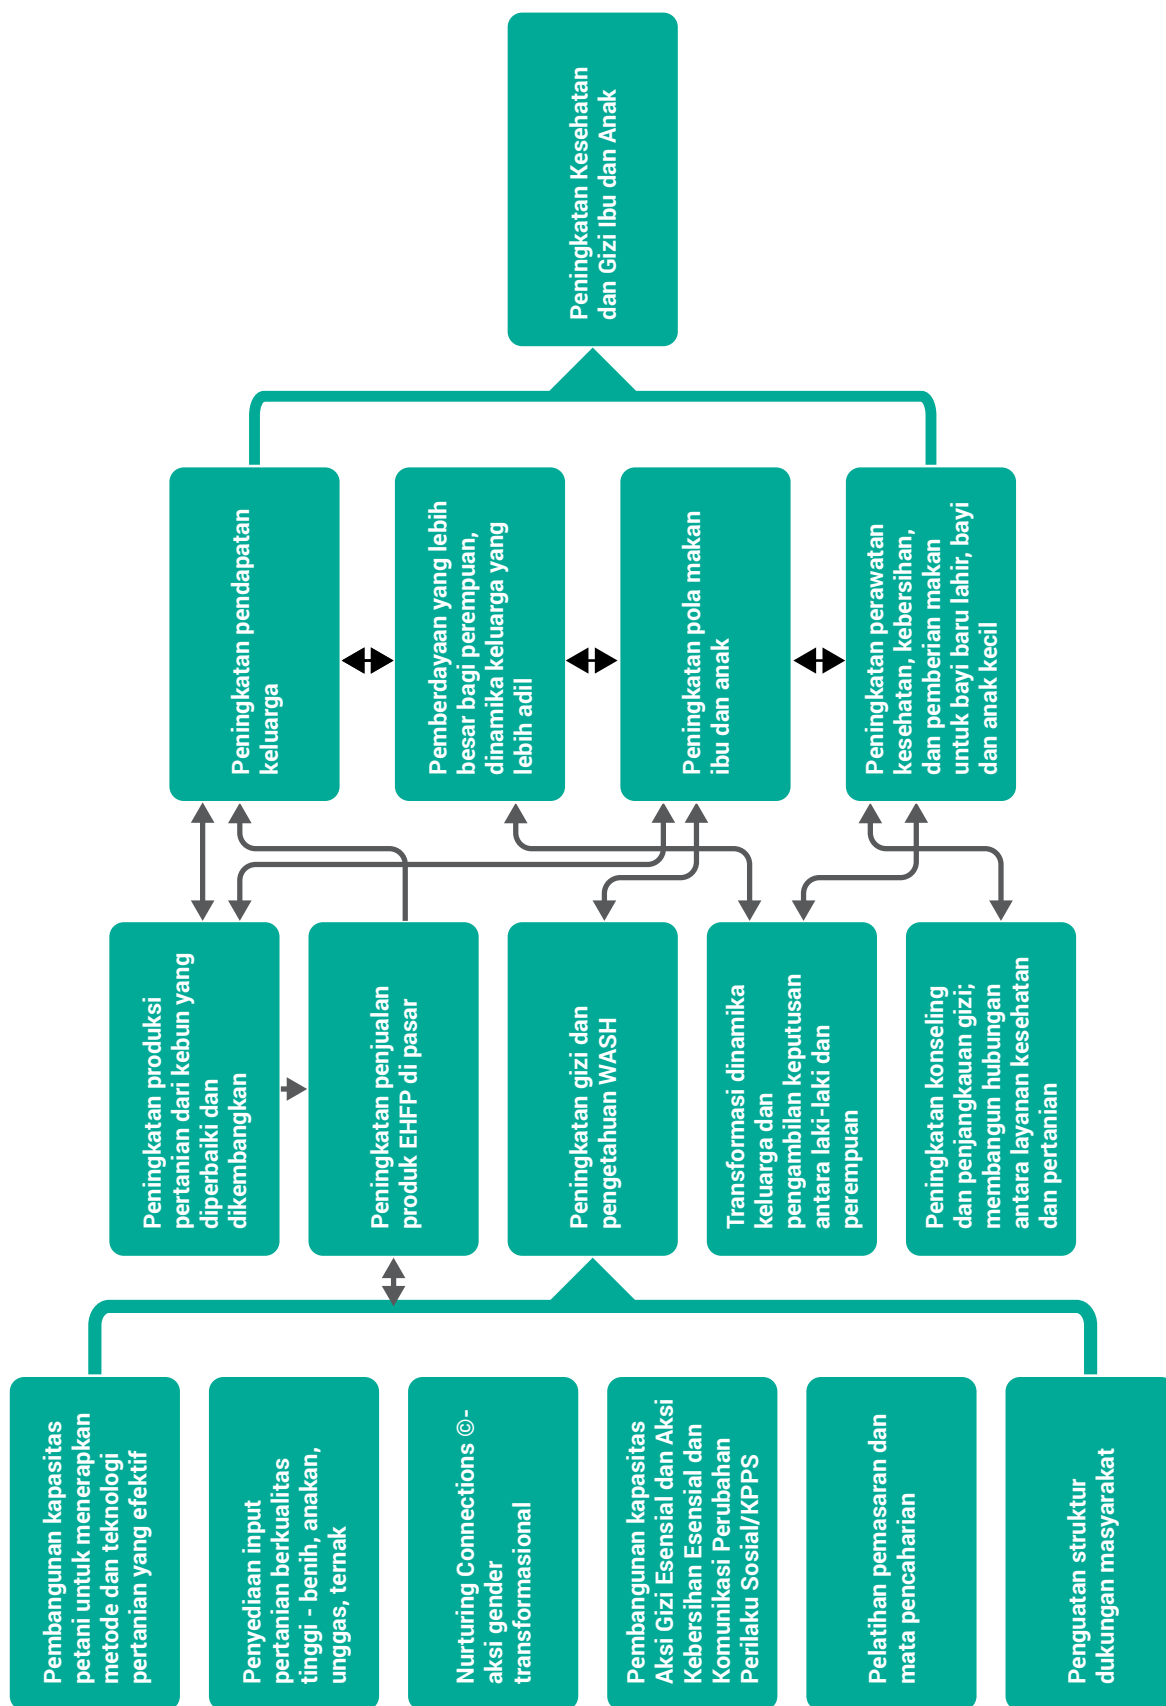 Pembangunan kapasitas
petani untuk menerapkan
metode dan teknologi
pertanian yang efektif
Penyediaan input
pertanian berkualitas
tinggi - benih, anakan,
unggas, ternak
Nurturing Connections ©-
aksi gender
transformasional
Pembangunan kapasitas
Aksi Gizi Esensial dan Aksi
Kebersihan Esensial dan
Komunikasi Perubahan
Perilaku Sosial/KPPS
Pelatihan pemasaran dan
mata pencaharian
Penguatan struktur
dukungan masyarakat
Peningkatan produksi
pertanian dari kebun yang
diperbaiki dan
dikembangkan
Peningkatan penjualan
produk EHFP di pasar
Peningkatan gizi dan
pengetahuan WASH
Transformasi dinamika
keluarga dan
pengambilan keputusan
antara laki-laki dan
perempuan
Peningkatan konseling
dan penjangkauan gizi;
membangun hubungan
antara layanan kesehatan
dan pertanian
Peningkatan pendapatan
keluarga
Pemberdayaan yang lebih
besar bagi perempuan,
dinamika keluarga yang
lebih adil
Peningkatan pola makan
ibu dan anak
Peningkatan perawatan
kesehatan, kebersihan,
dan pemberian makan
untuk bayi baru lahir, bayi
dan anak kecil
Peningkatan Kesehatan
dan Gizi Ibu dan Anak